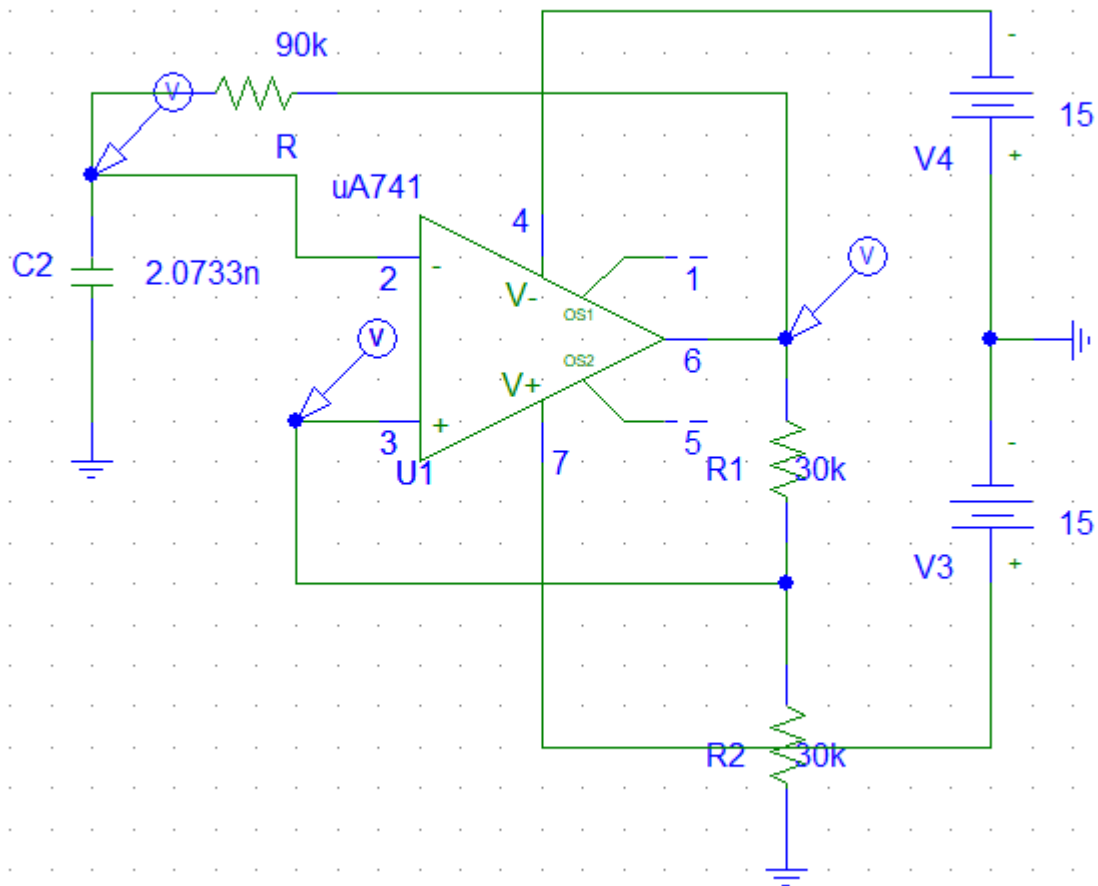 90k
-
V
15
R
V4
uA741
+
4
V
C2
2.0733n
2
-
1
V-
OS1
V
6
OS2
V+
3
+
5
-
U1
7
R1
30k
15
V3
+
R2
30k